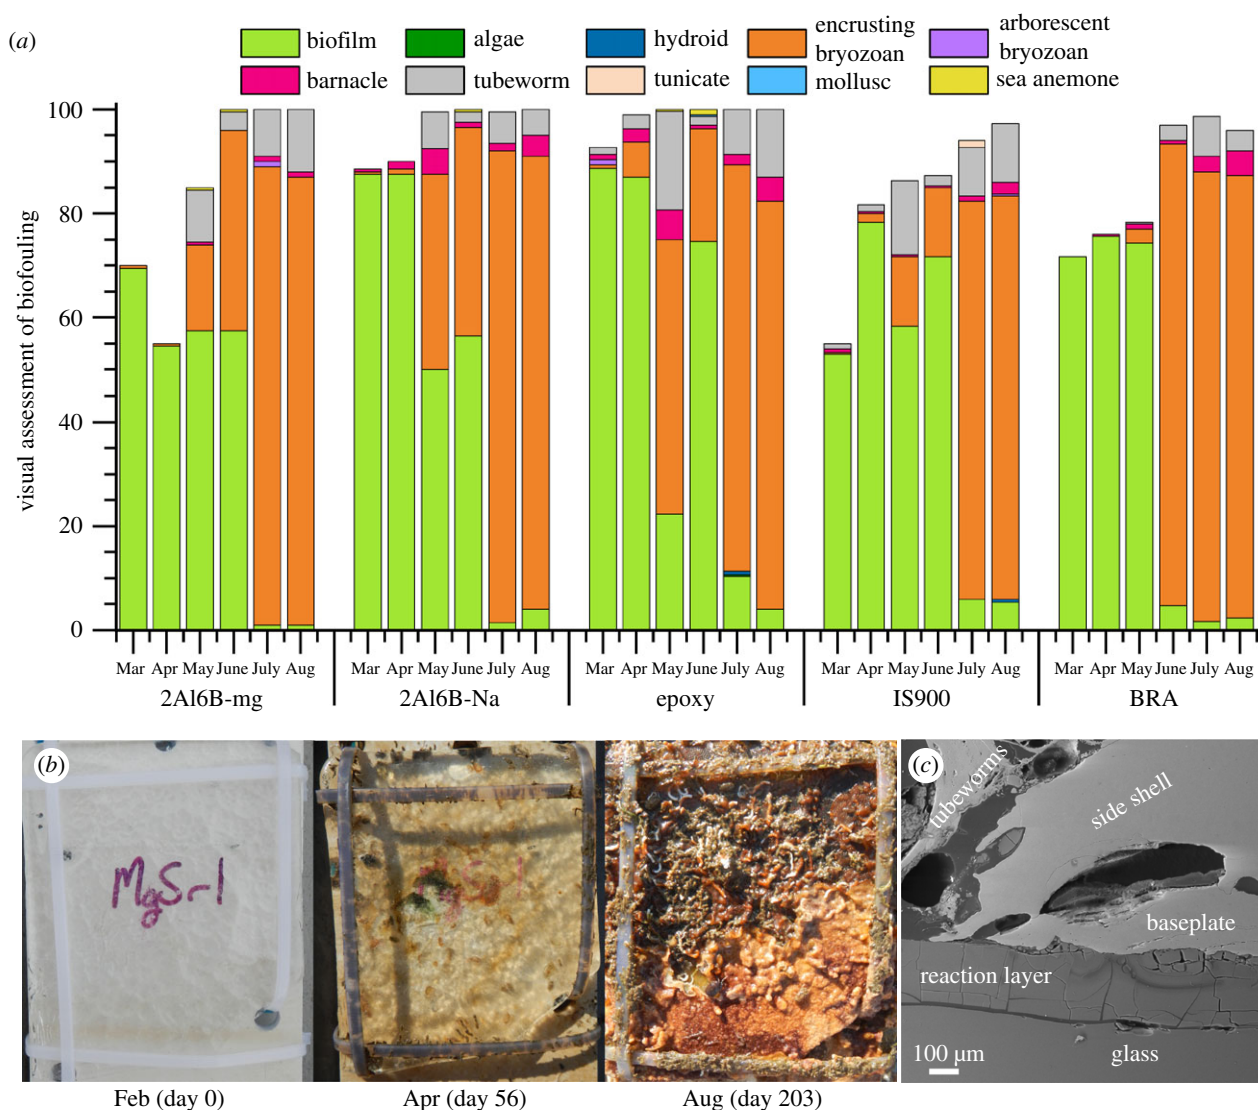 (a)
biofilm algae hydroid encrusting bryozoan arborescent bryozoan
barnacle tubeworm tunicate mollusc sea anemone
visual assessment of biofouling
100
80
60
40
20
0
Mar Apr May June July Aug Mar Apr May June July Aug Mar Apr May June July Aug Mar Apr May June July Aug Mar Apr May June July Aug
2Al6B-mg 2Al6B-Na epoxy IS900 BRA
(b)
MgSr1
Feb (day 0) Apr (day 56) Aug (day 203)
(c)
tubeworms
side shell
baseplate
reaction layer
100 µm
glass